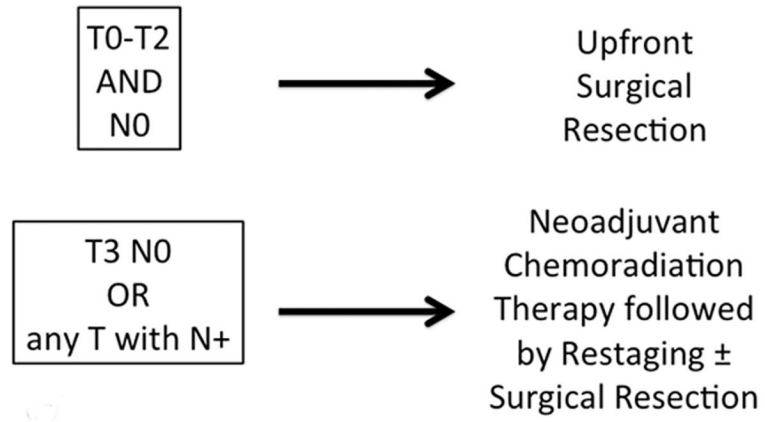 T0-T2
AND
N0
Upfront
Surgical
Resection
T3 N0
OR
any T with N+
Neoadjuvant
Chemoradiation
Therapy followed
by Restaging ±
Surgical Resection